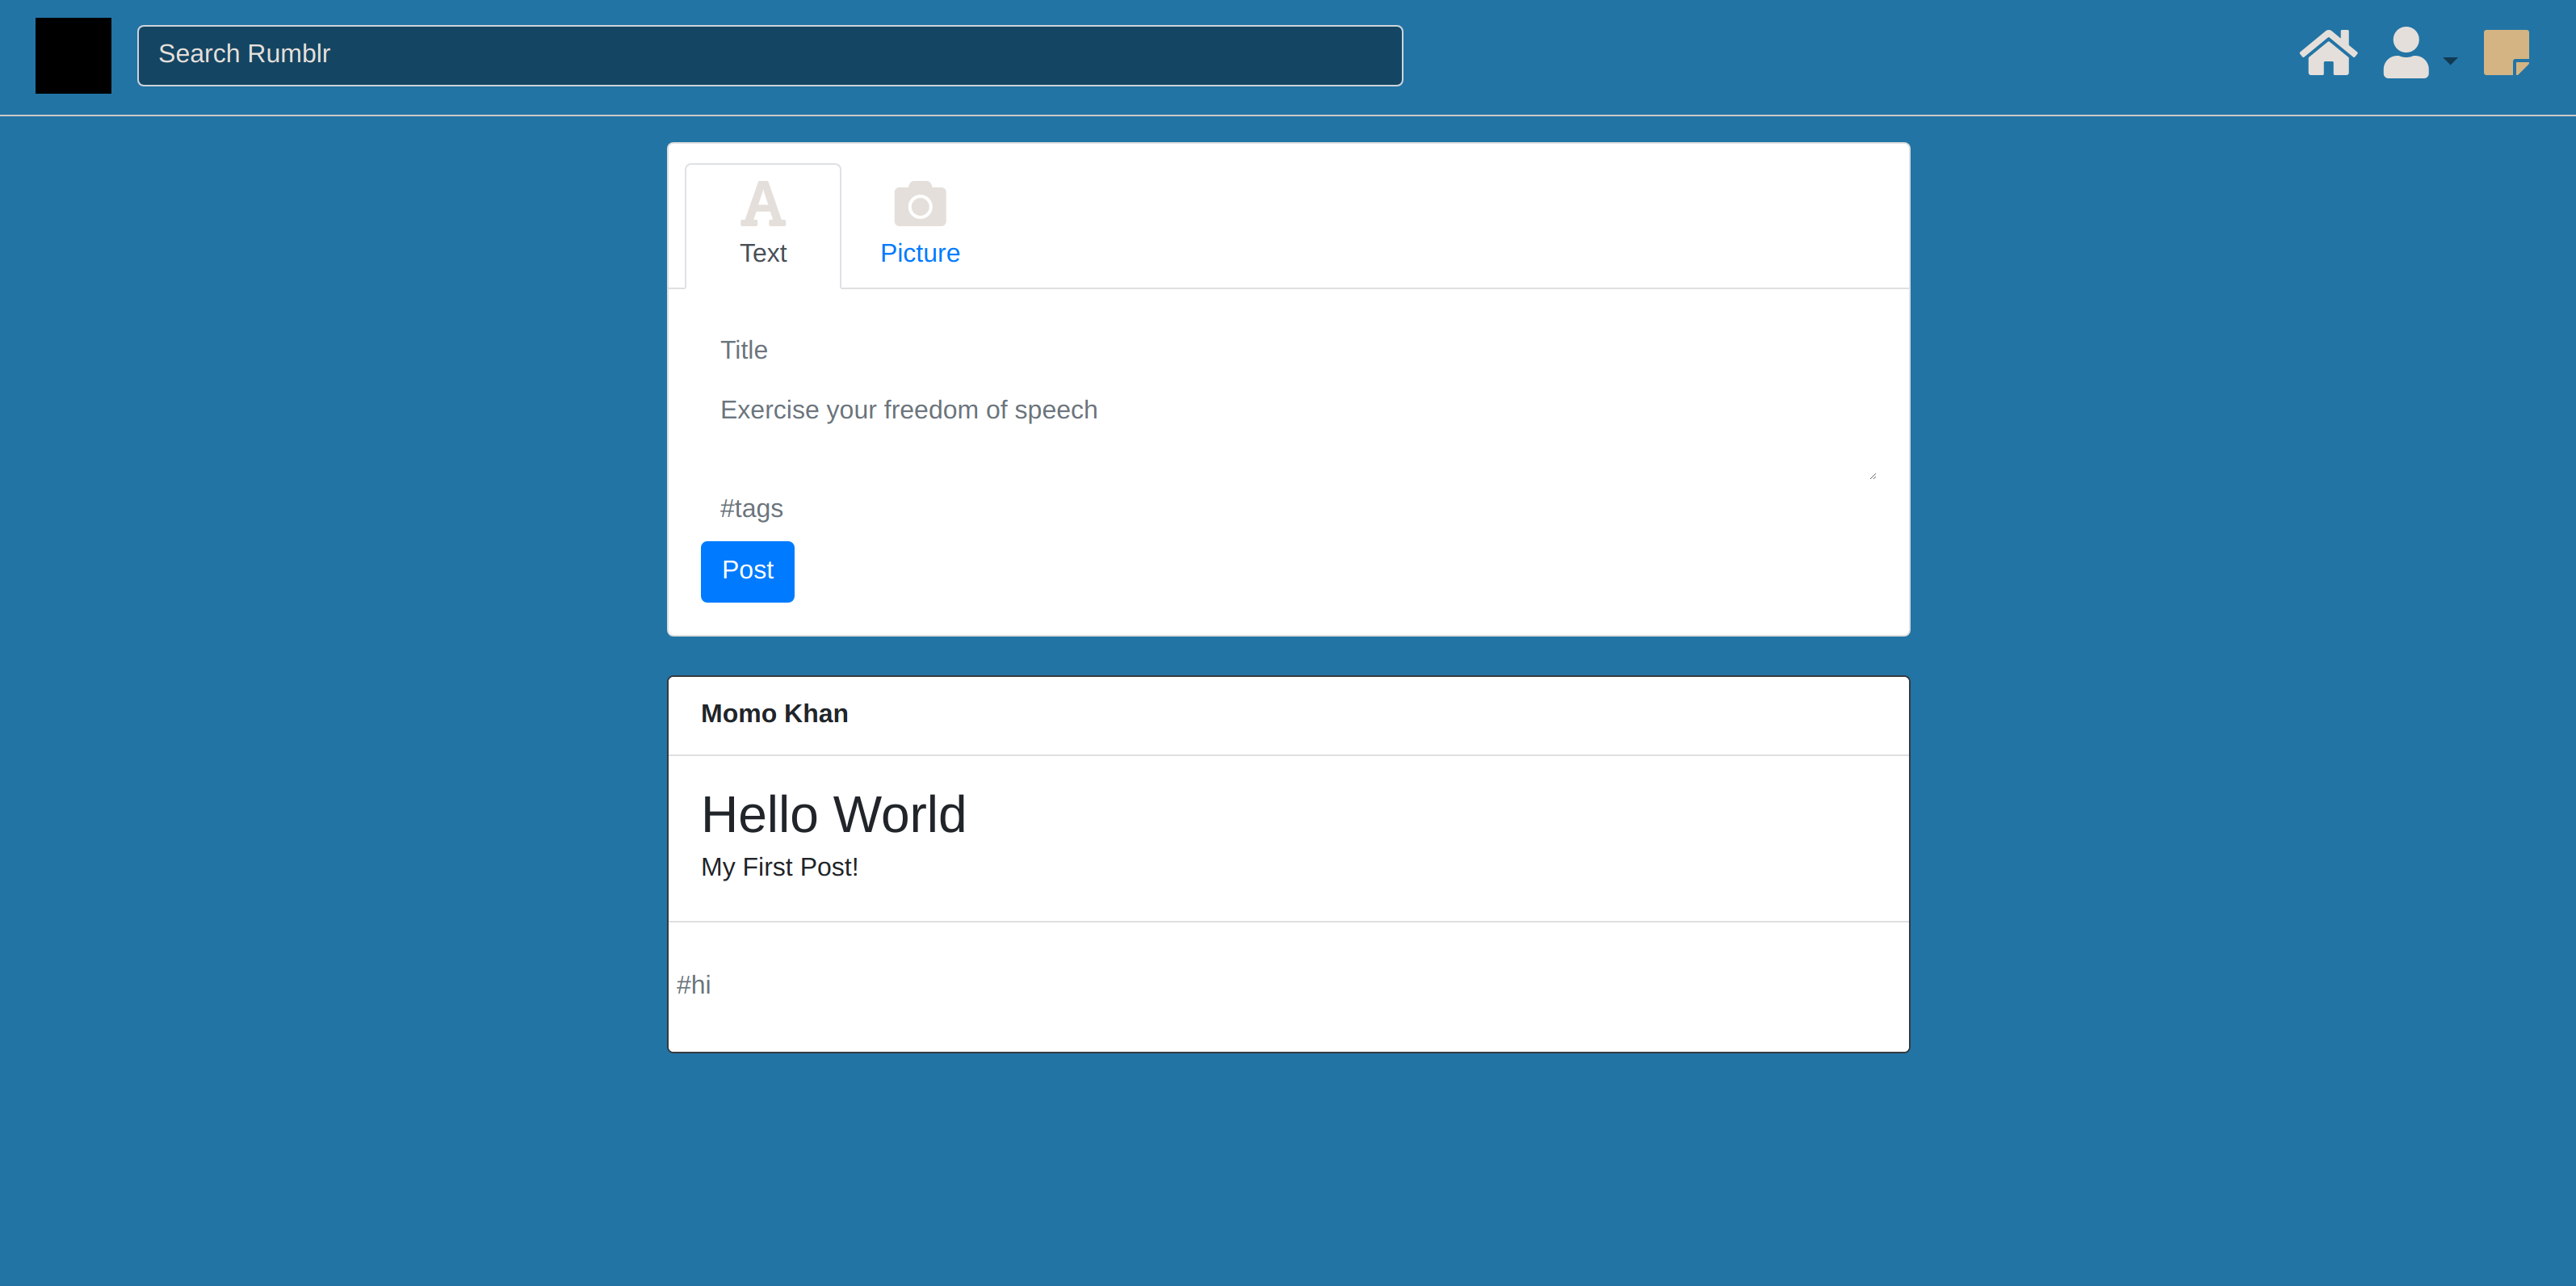 Search Rumblr
Text
Picture
Title
Exercise your freedom of speech
#tags
Post
Momo Khan
Hello World
My First Post!
#hi